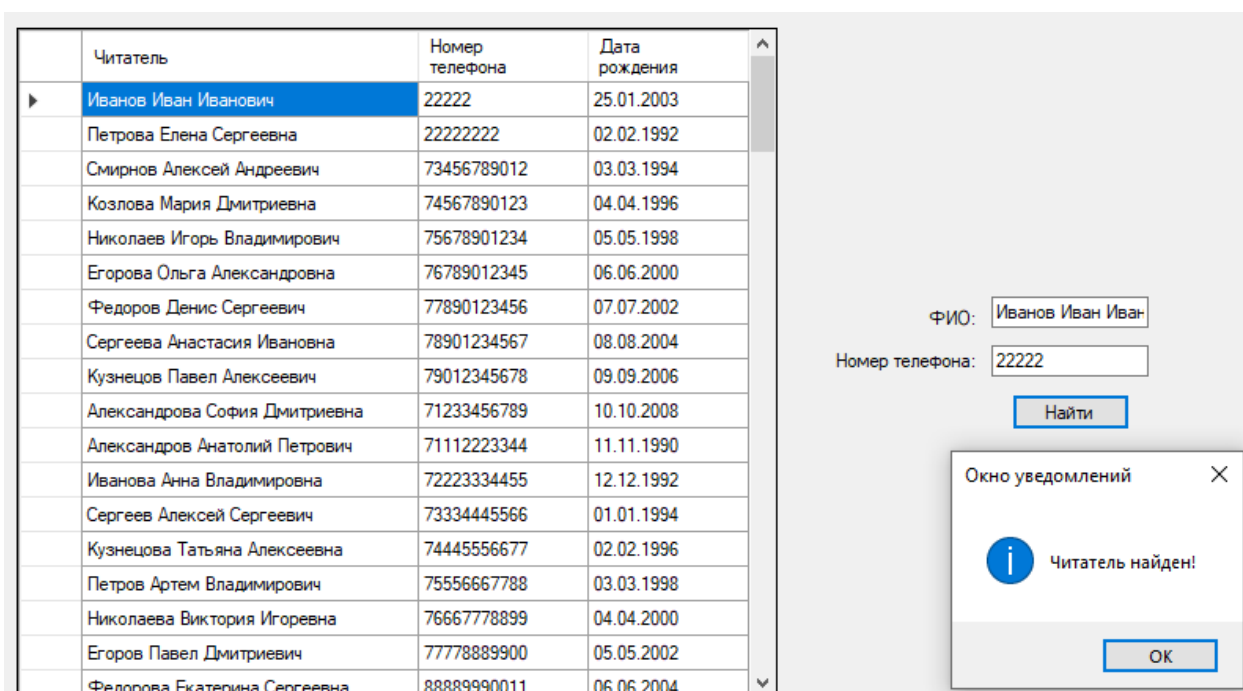 Читатель Номер телефона Дата рождения
Иванов Иван Иванович 22222 25.01.2003
Петрова Елена Сергеевна 22222222 02.02.1992
Смирнов Алексей Андреевич 73456789012 03.03.1994
Козлова Мария Дмитриевна 74567890123 04.04.1996
Николаев Игорь Владимирович 75678901234 05.05.1998
Егорова Ольга Александровна 76789012345 06.06.2000
Федоров Денис Сергеевич 77890123456 07.07.2002
Сергеева Анастасия Ивановна 78901234567 08.08.2004
Кузнецов Павел Алексеевич 79012345678 09.09.2006
Александрова София Дмитриевна 71233456789 10.10.2008
Александров Анатолий Петрович 71112223344 11.11.1990
Иванова Анна Владимировна 72223334455 12.12.1992
Сергеев Алексей Сергеевич 73334445566 01.01.1994
Кузнецова Татьяна Алексеевна 74445556677 02.02.1996
Петров Артем Владимирович 75556667788 03.03.1998
Николаева Виктория Игоревна 76667778899 04.04.2000
Егоров Павел Дмитриевич 77778889900 05.05.2002
Федорова Екатерина Сергеевна 88889990011 06.06.2004
ФИО: Иванов Иван Иван
Номер телефона: 22222
Найти
Окно уведомлений
Читатель найден!
ОК